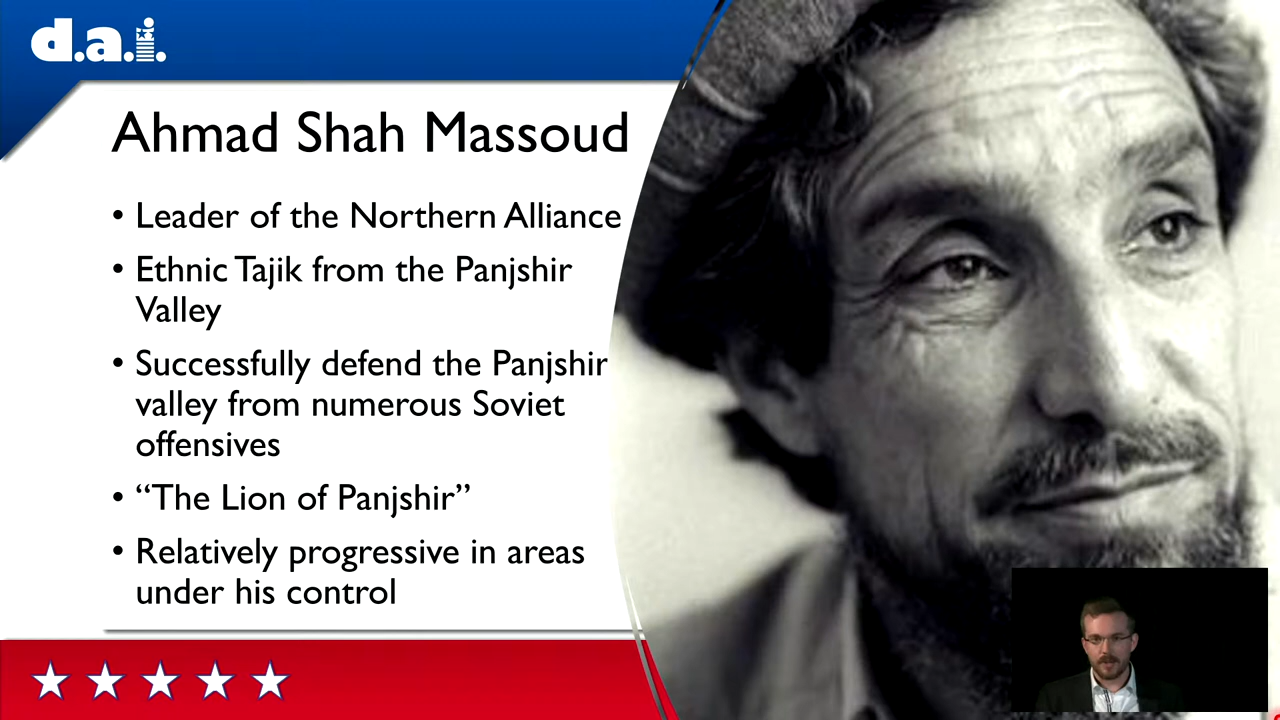 d.a.i.
Ahmad Shah Massoud
• Leader of the Northern Alliance
• Ethnic Tajik from the Panjshir
Valley
• Successfully defend the Panjshir
valley from numerous Soviet
offensives
• “The Lion of Panjshir”
• Relatively progressive in areas
under his control